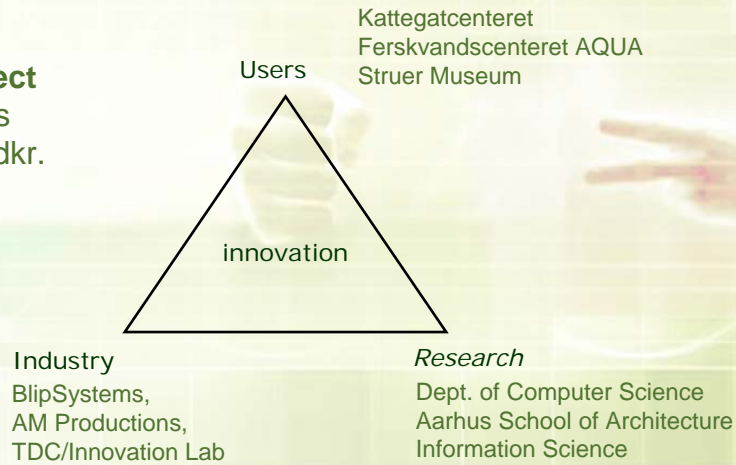 Kattegatcenteret
Ferskvandscenteret AQUA
Struer Museum
Users
innovation
Industry
BlipSystems,
AM Productions,
TDC/Innovation Lab
Research
Dept. of Computer Science
Aarhus School of Architecture
Information Science
dkr.